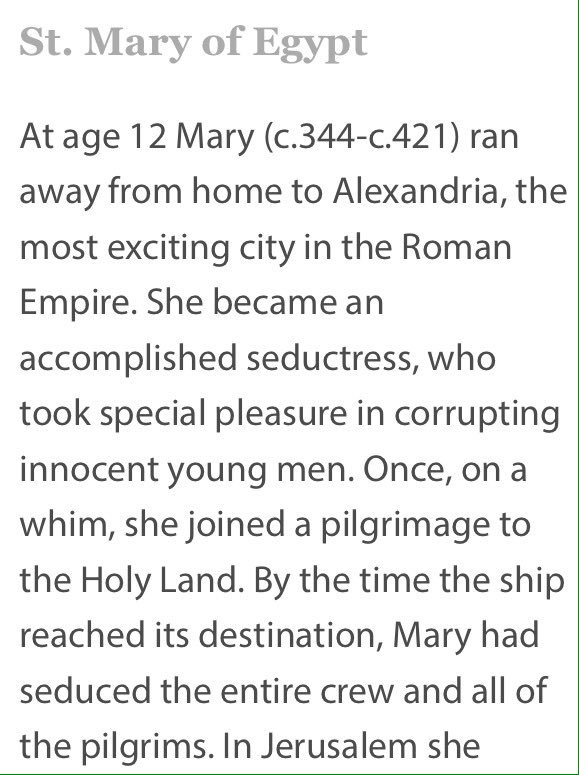 St. Mary of Egypt
At age 12 Mary (c.344-c.421) ran
away from home to Alexandria, the
most exciting city in the Roman
Empire. She became an
accomplished seductress, who
took special pleasure in corrupting
innocent young men. Once, on a
whim, she joined a pilgrimage to
the Holy Land. By the time the ship
reached its destination, Mary had
seduced the entire crew and all of
the pilgrims. In Jerusalem she